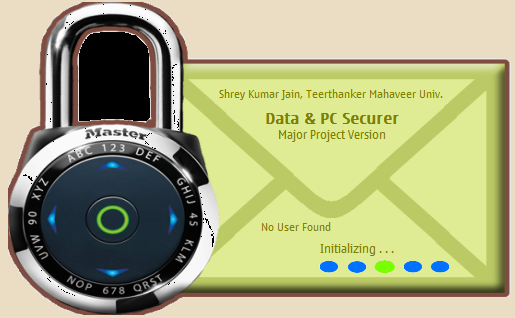 Shrey Kumar Jain, Teerthanker Mahaveer Univ.
Data & PC Securer
Major Project Version
Master
ABC 123 DEF
GHIJ 45 KLM
NOP 678 QRST
UVW 90 XYZ
No User Found
Initializing . . .